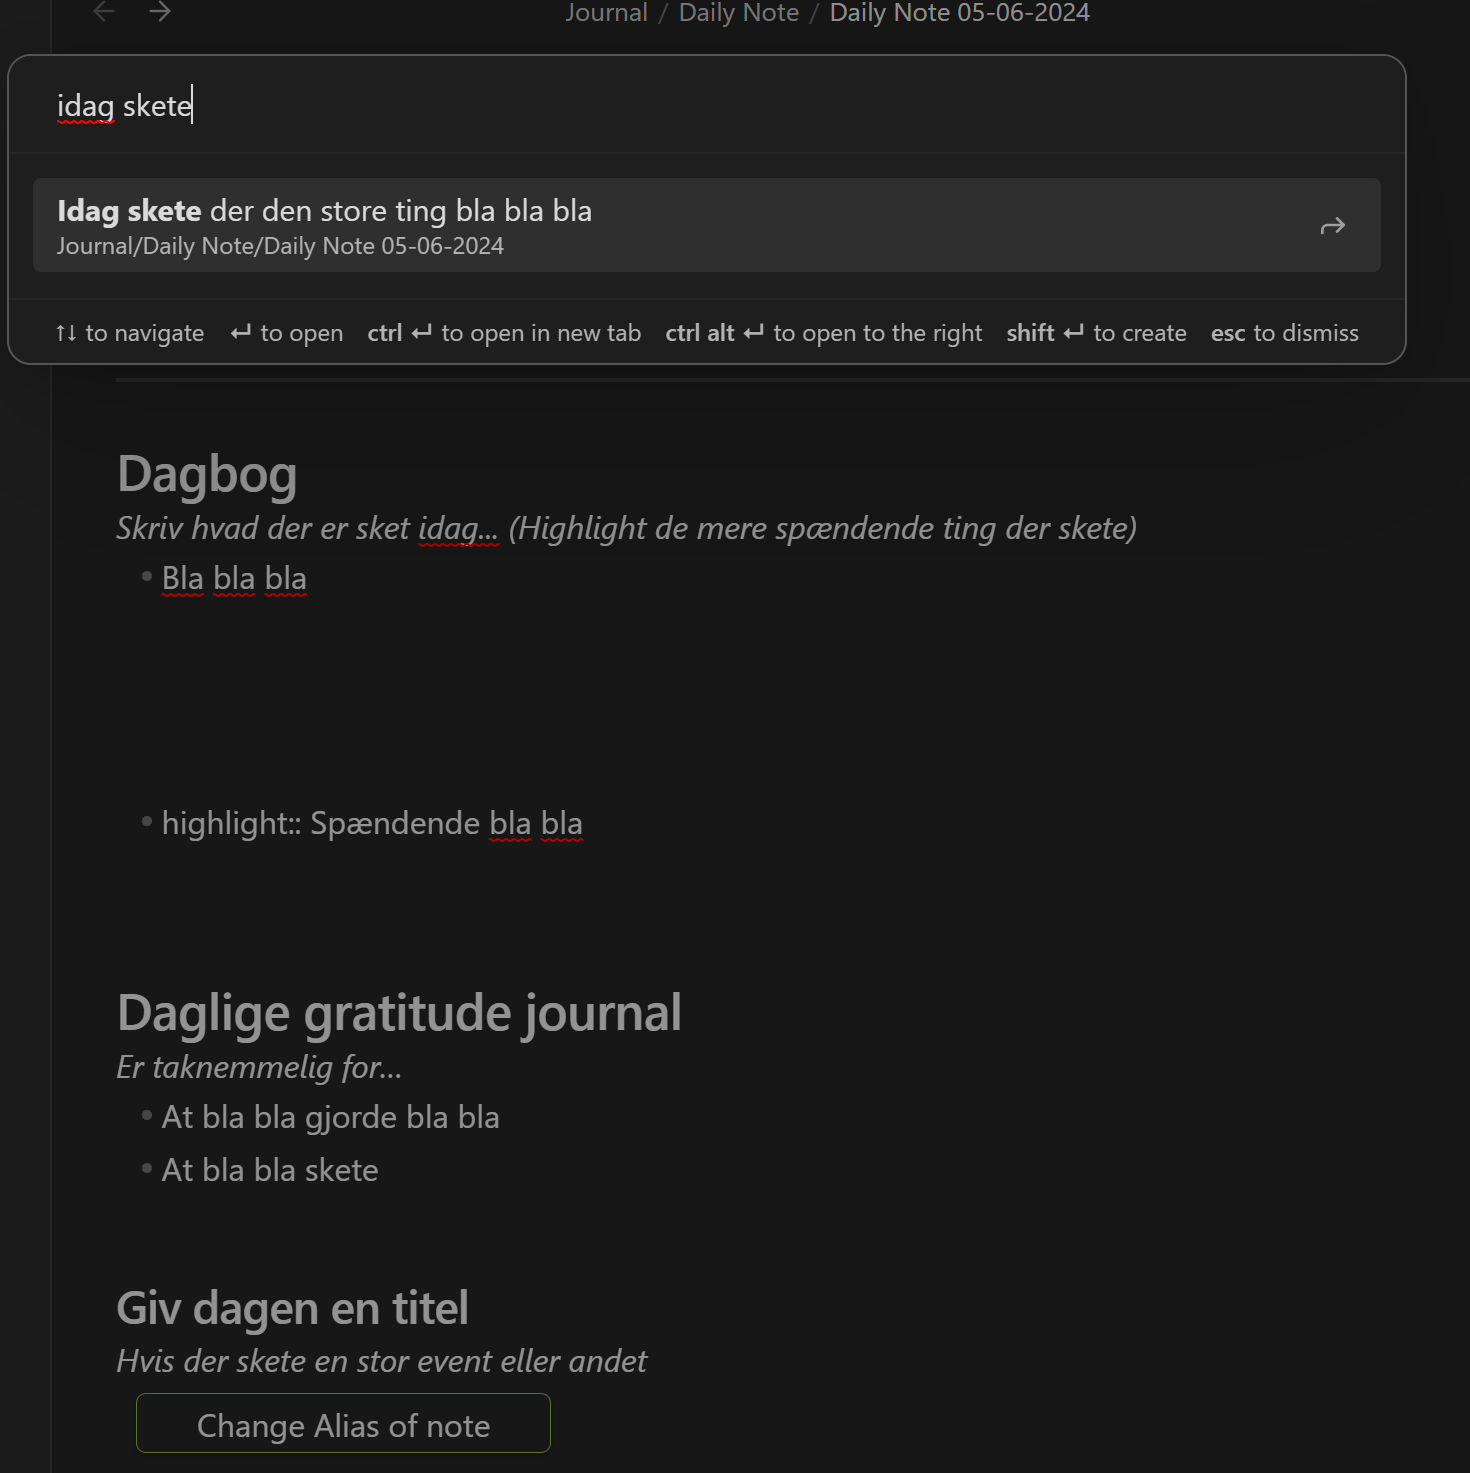 Journal / Daily Note / Daily Note 05-06-2024
idag skete
Idag skete der den store ting bla bla bla
Journal/Daily Note/Daily Note 05-06-2024
↑↓ to navigate ↵ to open ctrl ↵ to open in new tab ctrl alt ↵ to open to the right shift ↵ to create esc to dismiss
Dagbog
Skriv hvad der er sket idag... (Highlight de mere spændende ting der skete)
Bla bla bla
highlight:: Spændende bla bla
Daglige gratitude journal
Er taknemmelig for...
At bla bla gjorde bla bla
At bla bla skete
Giv dagen en titel
Hvis der skete en stor event eller andet
Change Alias of note